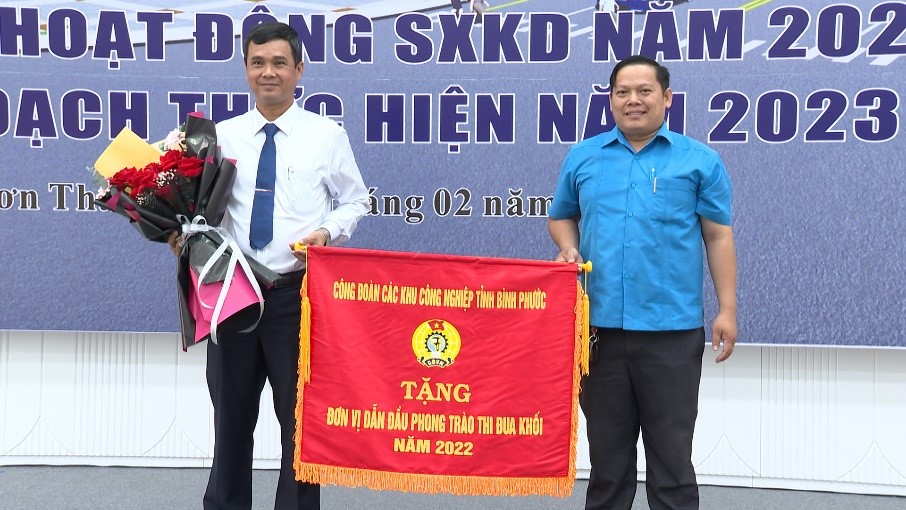 HOẠT ĐỘNG SXKD NĂM 202
OẠCH THỰC HIỆN NĂM 2023
ơn Th áng 02 năm
CÔNG ĐOÀN CÁC KHU CÔNG NGHIỆP TỈNH BÌNH PHƯỚC
TẶNG
ĐƠN VỊ DẪN ĐẦU PHONG TRÀO THI ĐUA KHỐI
NĂM 2022